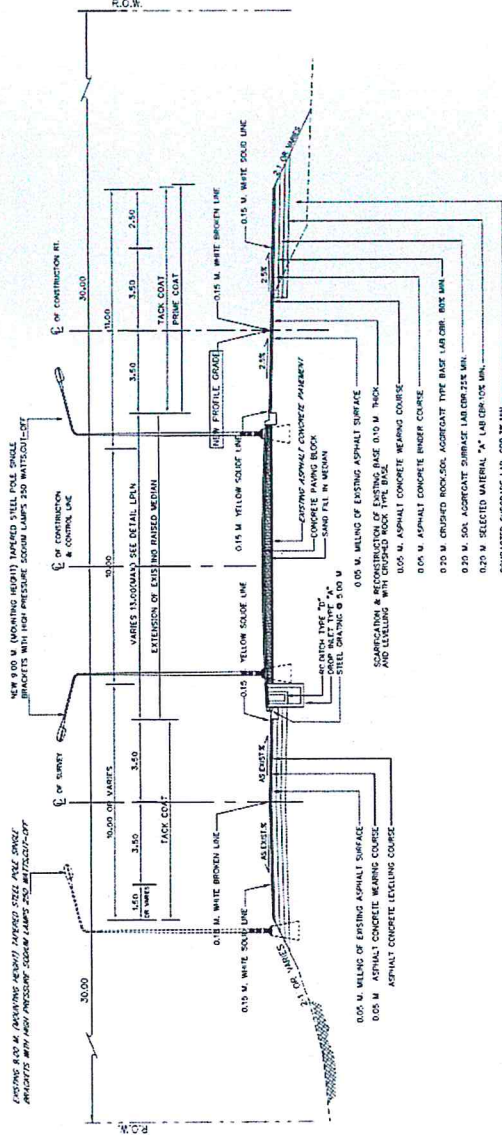 EXISTING 9.00 M. (MOUNTING HEIGHT) TAPERED STEEL POLE SINGLE
BRACKETS WITH HIGH PRESSURE SODIUM LAMPS 250 WATTS,CUT-OFF
NEW 9.00 M. (MOUNTING HEIGHT) TAPERED STEEL POLE SINGLE
BRACKETS WITH HIGH PRESSURE SODIUM LAMPS 250 WATTS,CUT-OFF
R.O.W.
R.O.W.
30.00
30.00
℄ OF SURVEY
℄ OF CONSTRUCTION
& CONTROL LINE
℄ OF CONSTRUCTION RT.
10.00 OR VARIES
10.00
11.00
1.50
OR VARIES
3.50
3.50
VARIES 13.00(MAX) SEE DETAIL LPLN
3.50
3.50
2.50
TACK COAT
EXTENSION OF EXISTING RAISED MEDIAN
TACK COAT
PRIME COAT
NEW PROFILE GRADE
0.15 M. WHITE SOLID LINE
0.15 M. WHITE BROKEN LINE
0.15 YELLOW SOLIDE LINE
0.15 M. YELLOW SOLIDE LINE
0.15 M. WHITE BROKEN LINE
0.15 M. WHITE SOLID LINE
2:1 OR VARIES
AS EXIST.%
AS EXIST.%
2.5%
2.5%
2:1 OR VARIES
EXISTING ASPHALT CONCRETE PAVEMENT
CONCRETE PAVING BLOCK
SAND FILL IN MEDIAN
RC DITCH TYPE "D"
DROP INLET TYPE "A"
STEEL GRATING @ 5.00 M
0.05 M. MILLING OF EXISTING ASPHALT SURFACE
0.05 M ASPHALT CONCRETE WEARING COURSE
ASPHALT CONCRETE LEVELLING COURSE
0.05 M. MILLING OF EXISTING ASPHALT SURFACE
SCARIFICATION & RECONSTRUCTION OF EXISTING BASE 0.10 M. THICK
AND LEVELLING WITH CRUSHED ROCK TYPE BASE
0.05 M. ASPHALT CONCRETE WEARING COURSE
0.05 M. ASPHALT CONCRETE BINDER COURSE
0.20 M. CRUSHED ROCK,SOIL AGGREGATE TYPE BASE LAB.CBR. 80% MIN.
0.20 M. SOIL AGGREGATE SUBBASE LAB.CBR.25% MIN.
0.20 M SELECTED MATERIAL "A" LAB CBR.10% MIN.